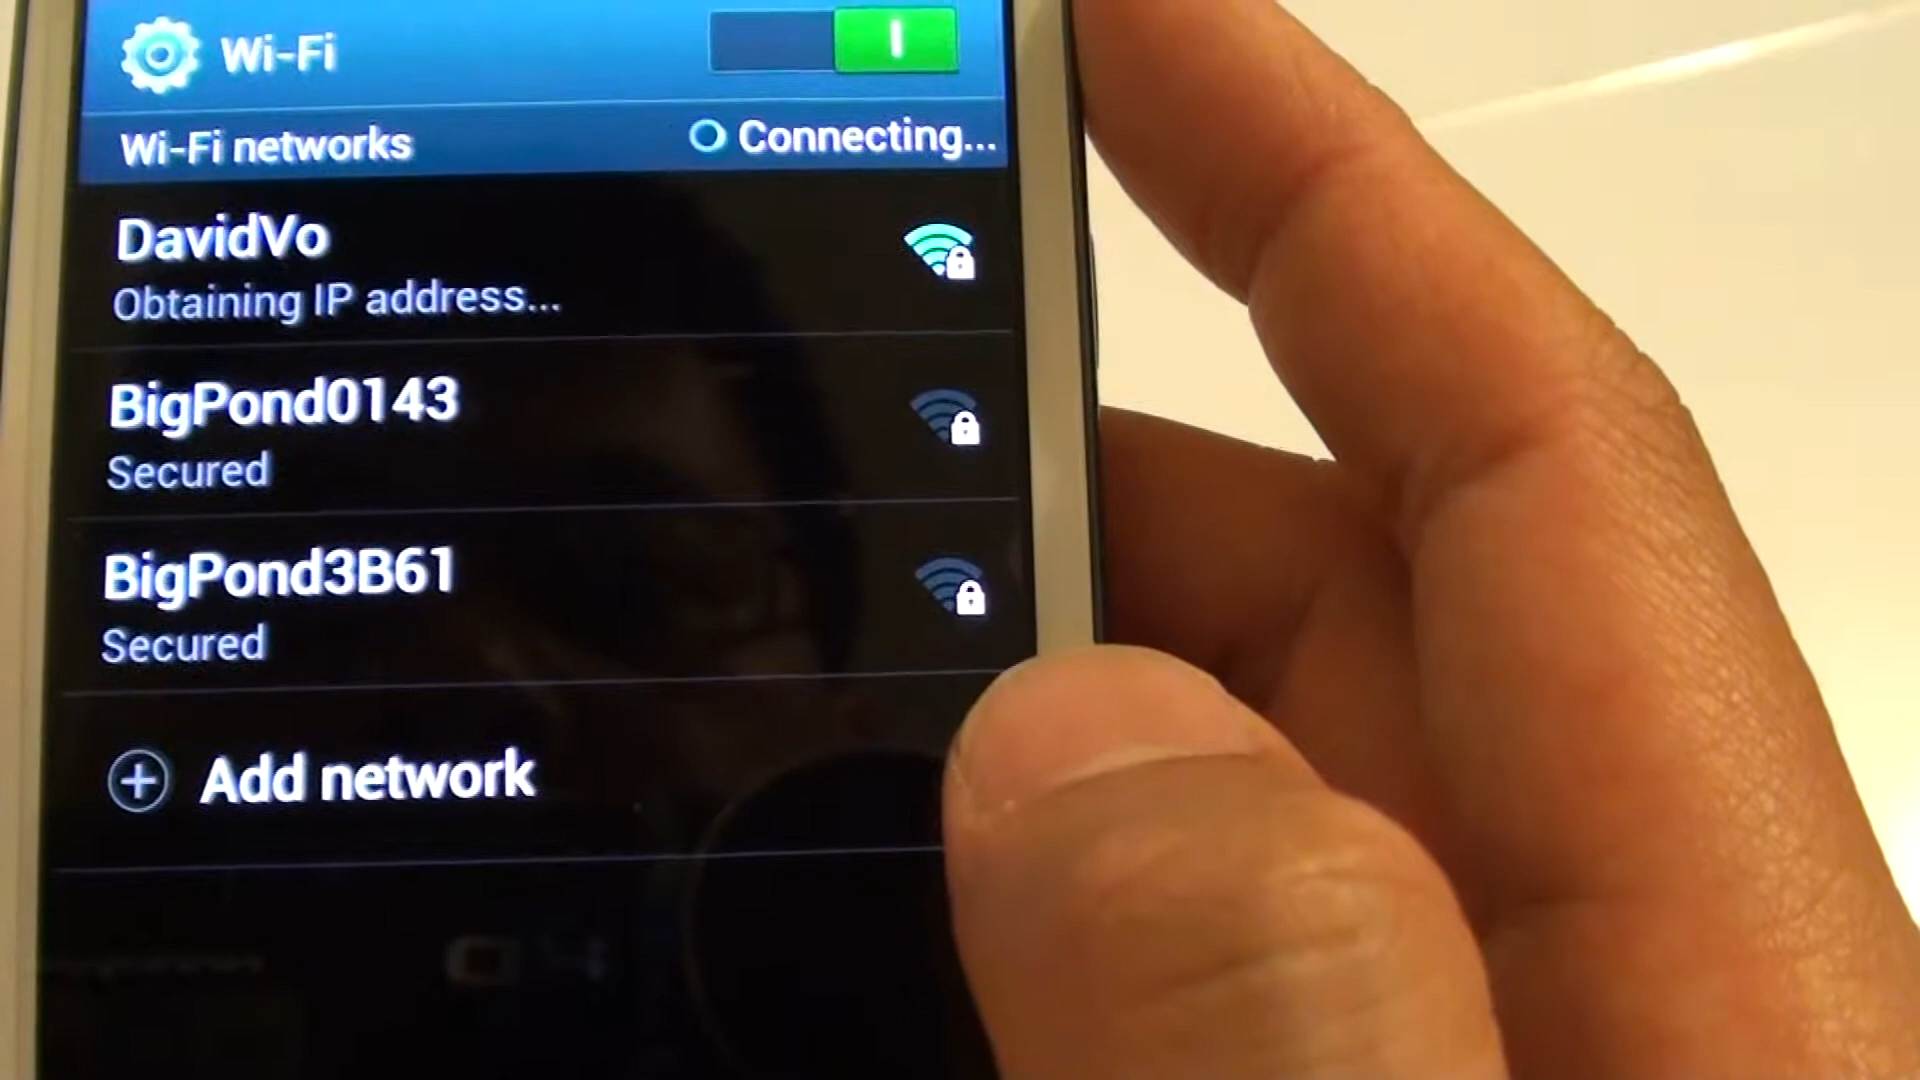 Wi-Fi
Wi-Fi networks
Connecting...
DavidVo
Obtaining IP address...
BigPond0143
Secured
BigPond3B61
Secured
Add network